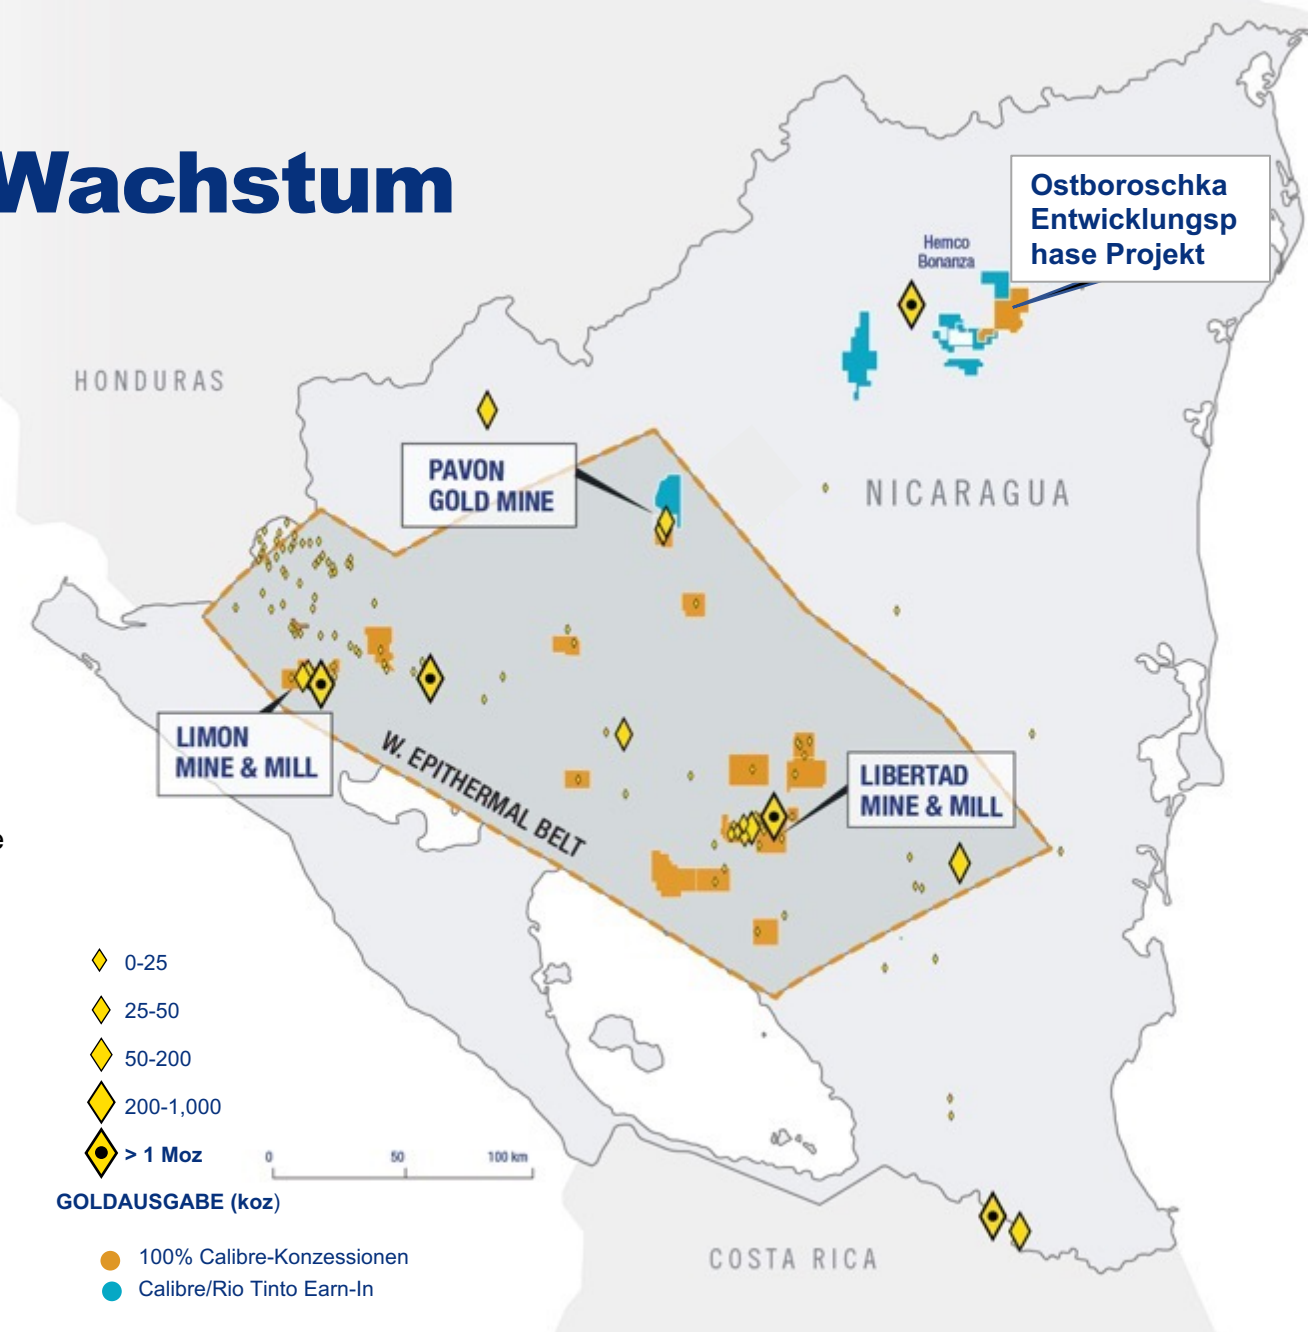 Wachstum
Ostboroschka
Entwicklungsp
hase Projekt
Hemco
Bonanza
HONDURAS
PAVON
GOLD MINE
NICARAGUA
LIMON
MINE & MILL
W. EPITHERMAL BELT
LIBERTAD
MINE & MILL
e
0-25
25-50
50-200
200-1,000
> 1 Moz
0 50 100 km
GOLDAUSGABE (koz)
100% Calibre-Konzessionen
Calibre/Rio Tinto Earn-In
COSTA RICA